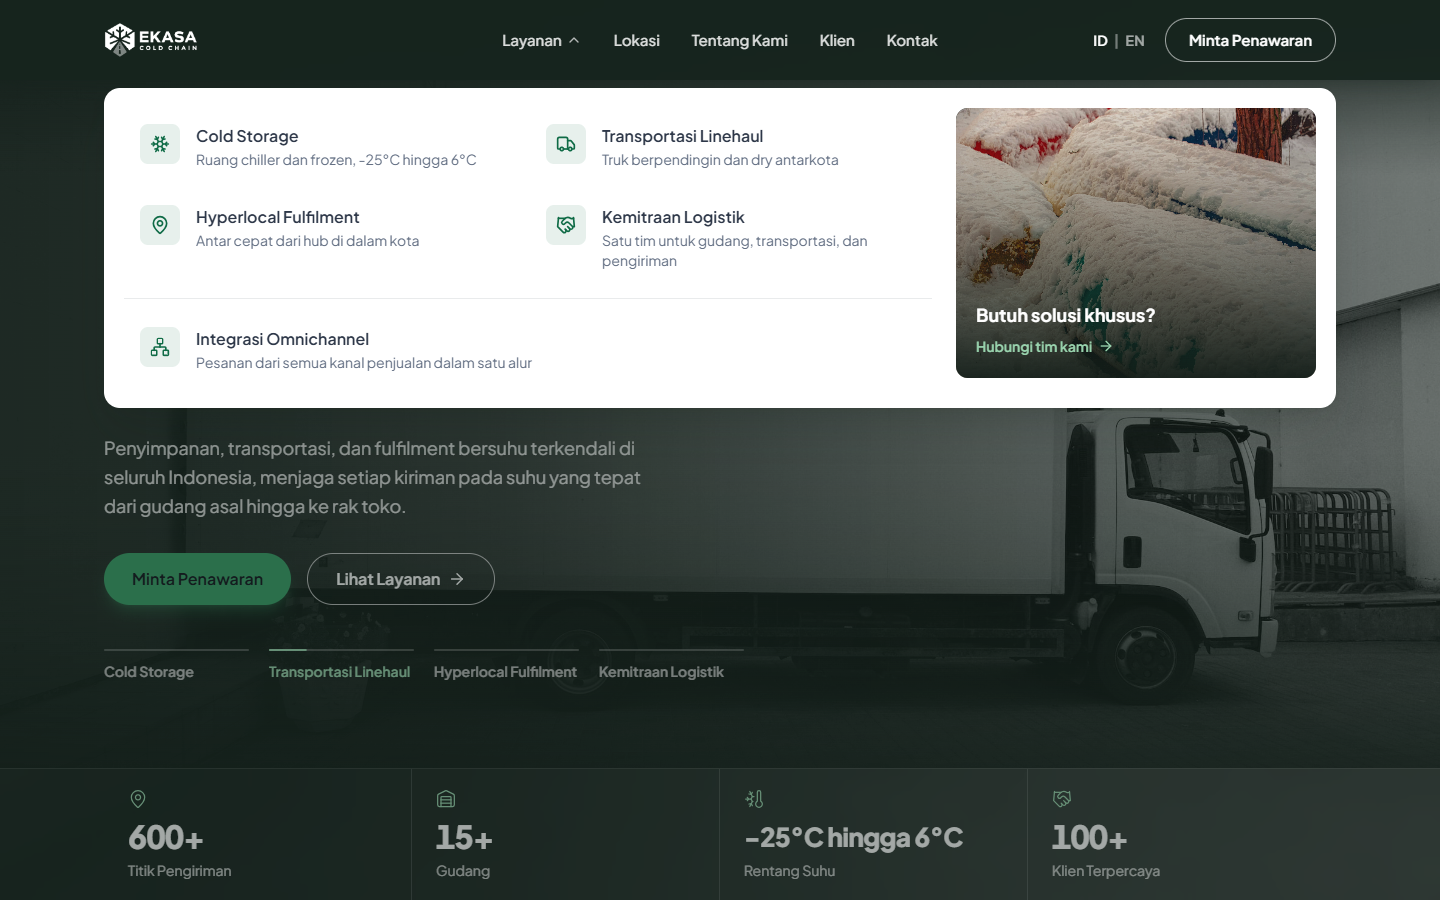 EKASA
COLD CHAIN
Layanan
Lokasi
Tentang Kami
Klien
Kontak
ID | EN
Minta Penawaran
Cold Storage
Ruang chiller dan frozen, -25°C hingga 6°C
Transportasi Linehaul
Truk berpendingin dan dry antarkota
Hyperlocal Fulfilment
Antar cepat dari hub di dalam kota
Kemitraan Logistik
Satu tim untuk gudang, transportasi, dan
pengiriman
Integrasi Omnichannel
Pesanan dari semua kanal penjualan dalam satu alur
Butuh solusi khusus?
Hubungi tim kami →
Penyimpanan, transportasi, dan fulfilment bersuhu terkendali di
seluruh Indonesia, menjaga setiap kiriman pada suhu yang tepat
dari gudang asal hingga ke rak toko.
Minta Penawaran
Lihat Layanan →
Cold Storage
Transportasi Linehaul
Hyperlocal Fulfilment
Kemitraan Logistik
600+
Titik Pengiriman
15+
Gudang
-25°C hingga 6°C
Rentang Suhu
100+
Klien Terpercaya